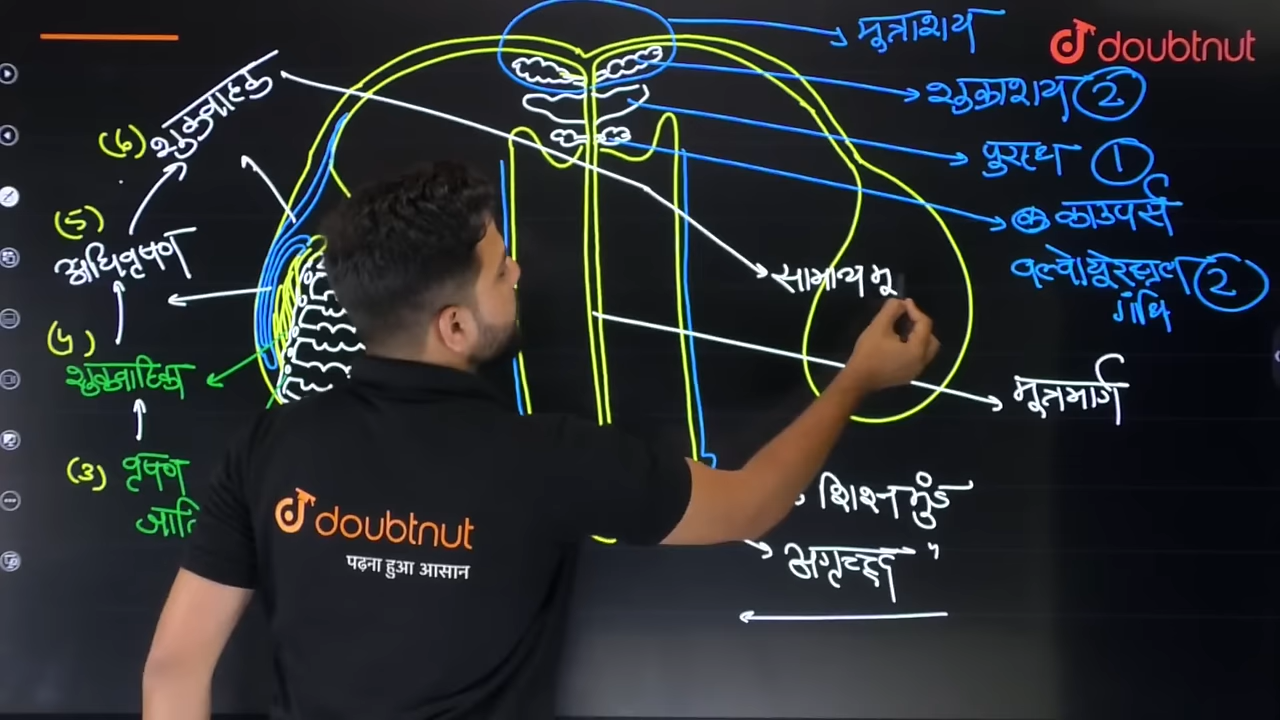 मूत्राशय
doubtnut
शुक्राशय 2
पुरस्थ 1
काउपर्स
बल्बोयूरेथ्रल 2
ग्रंथि
(6) शुक्रवाहक
(5)
अधिवृषण
(4)
शुक्रवाहिका
(3) वृषण
जालि
सामान्य मू
मूत्रमार्ग
शिश्न मुंड
अग्रच्छद
doubtnut
पढ़ना हुआ आसान